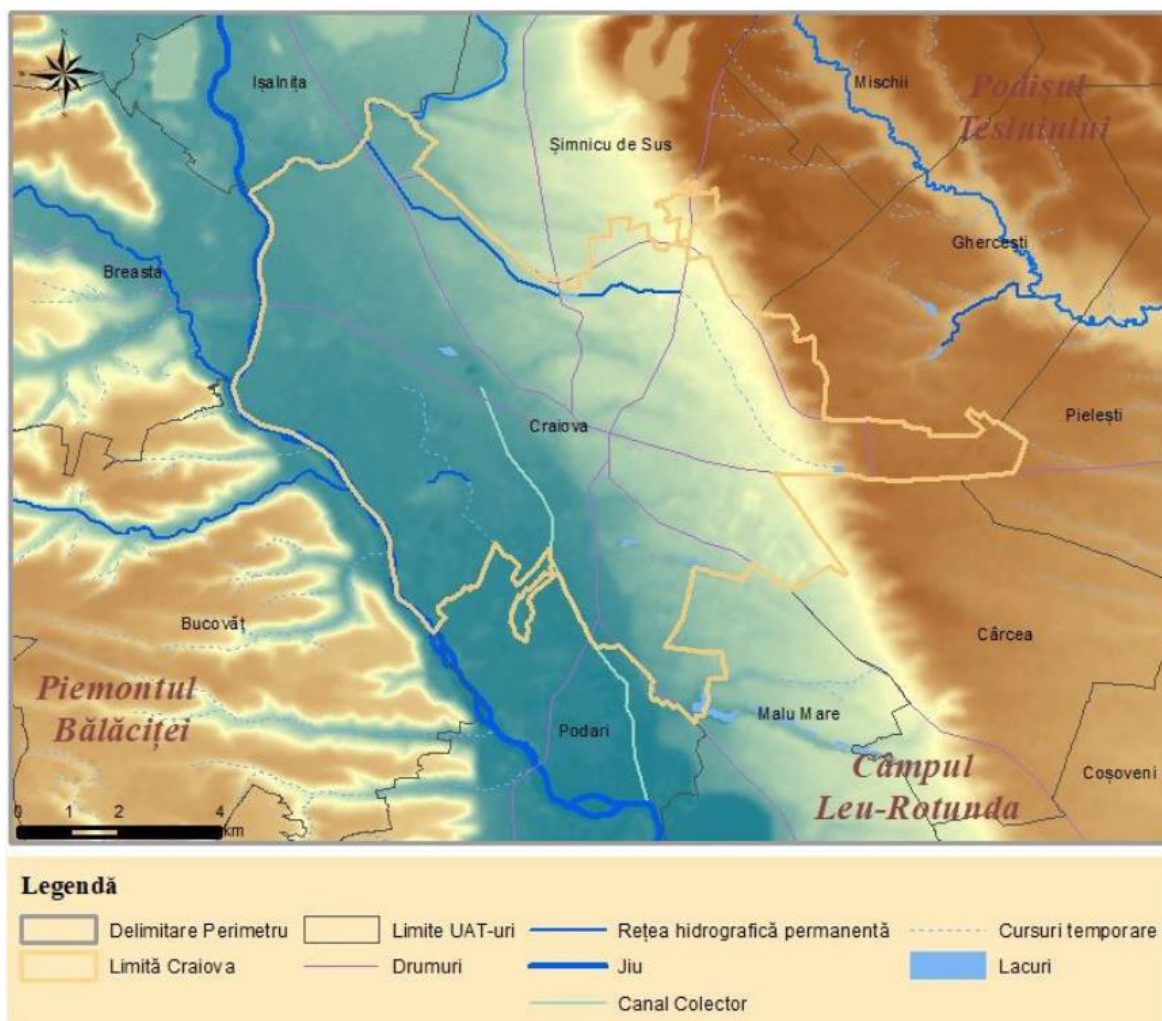 Ișalnița
Mischii
Podișul
Teslui­nului
Șimnicu de Sus
Ghercești
Breasta
Pielești
Craiova
Bucovăț
Cârcea
Piemontul
Bălăciței
Malu Mare
Podari
Câmpul
Leu-Rotunda
Coșoveni
0 1 2 4
km
Legendă
Delimitare Perimetru
Limite UAT-uri
Rețea hidrografică permanentă
Cursuri temporare
Limită Craiova
Drumuri
Jiu
Lacuri
Canal Colector